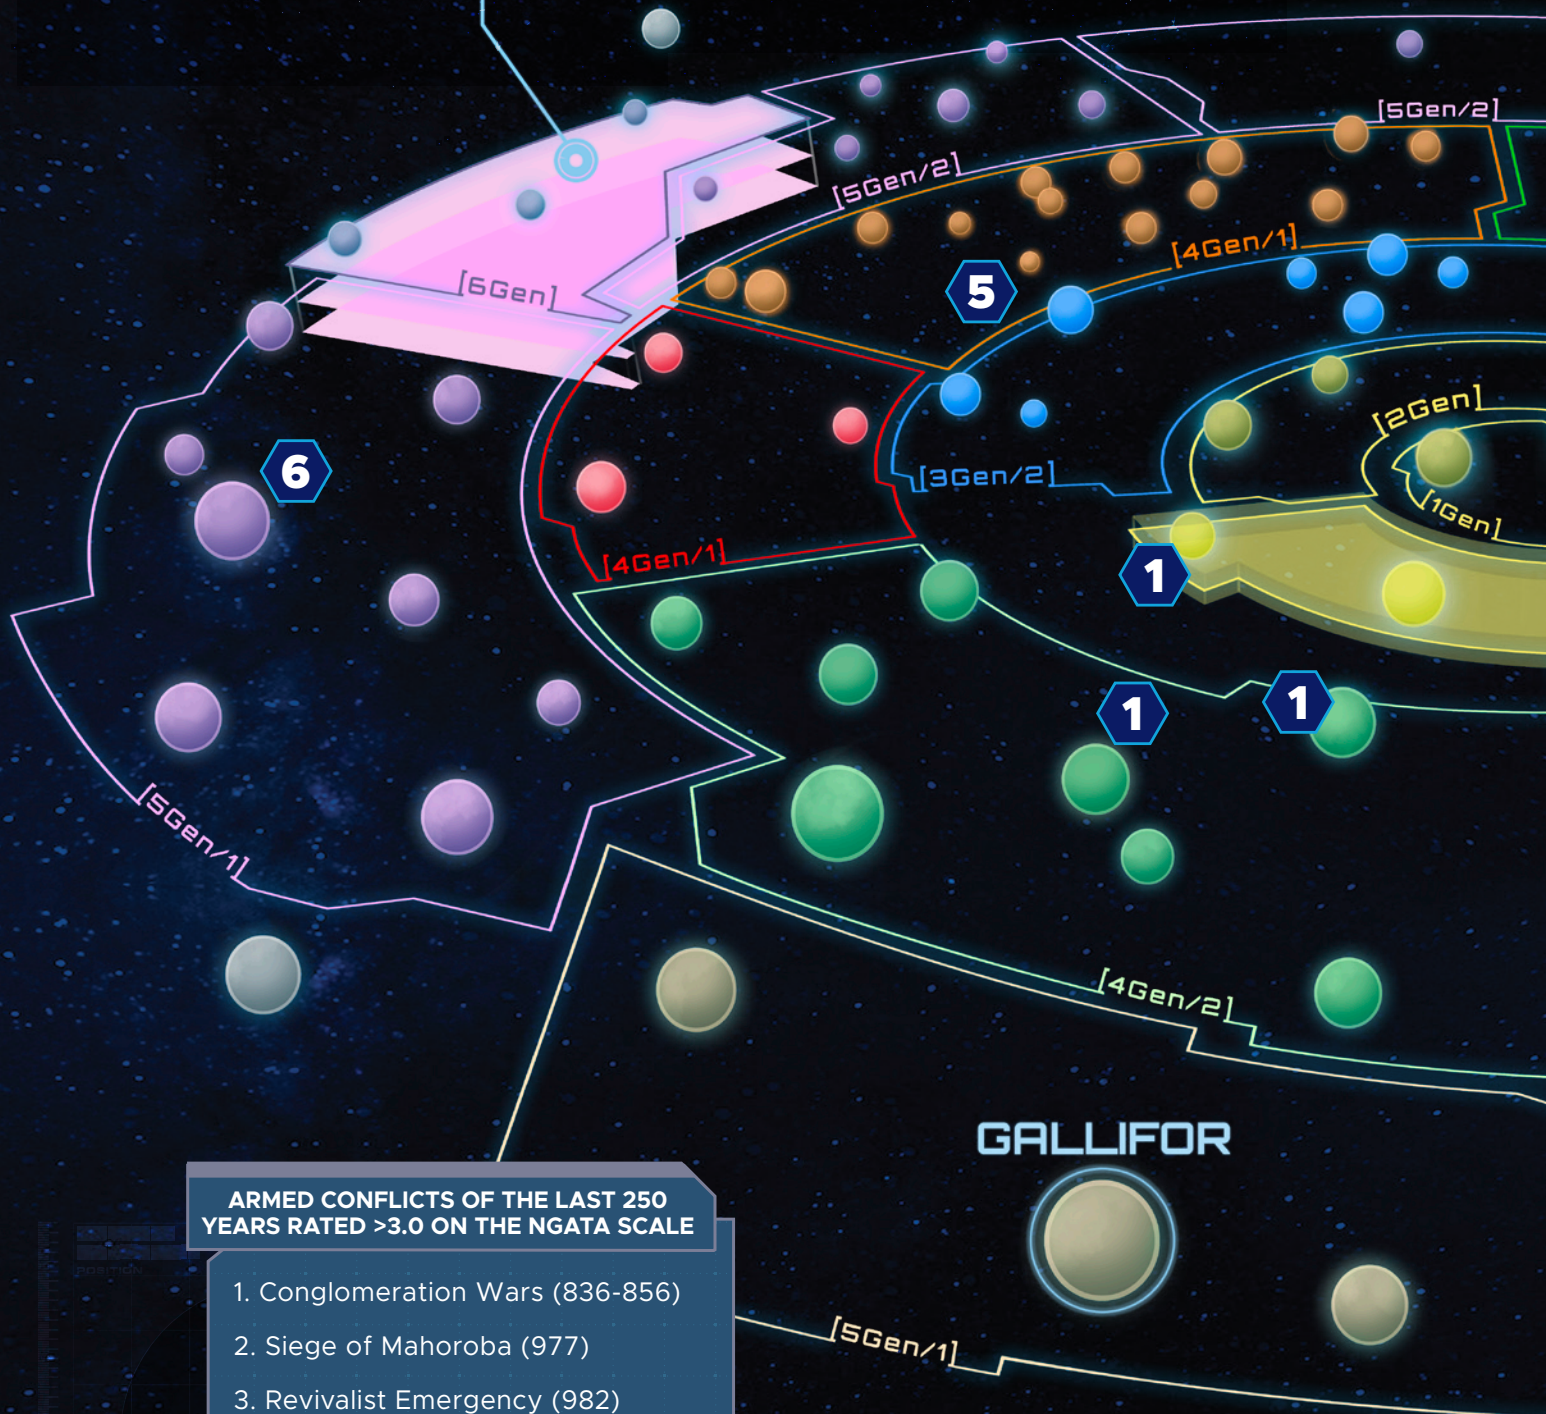 [5Gen/2]
[5Gen/2]
[4Gen/1]
[6Gen]
5
[2Gen]
6
[3Gen/2]
[1Gen]
[4Gen/1]
1
1
1
[5Gen/1]
[4Gen/2]
GALLIFOR
ARMED CONFLICTS OF THE LAST 250
YEARS RATED >3.0 ON THE NGATA SCALE
POSITION
1. Conglomeration Wars (836-856)
2. Siege of Mahoroba (977)
3. Revivalist Emergency (982)
[5Gen/1]